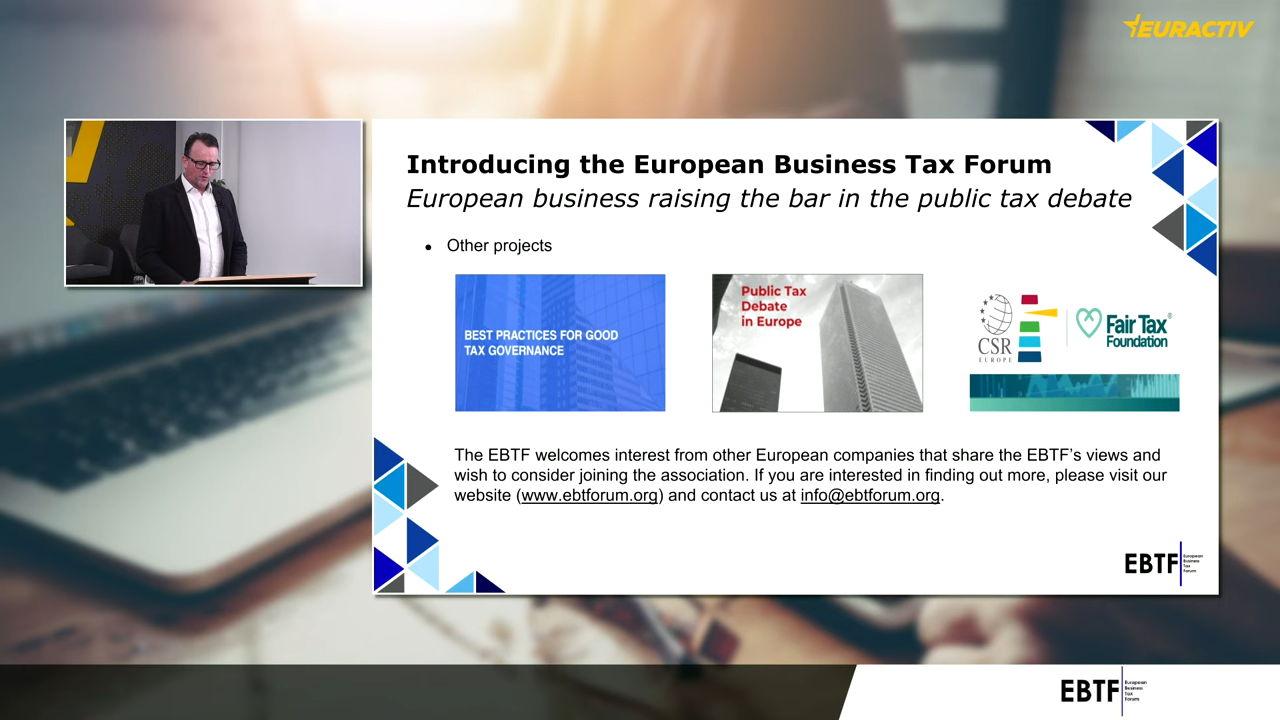 EURACTIV
Introducing the European Business Tax Forum
European business raising the bar in the public tax debate
• Other projects
BEST PRACTICES FOR GOOD
TAX GOVERNANCE
Public Tax
Debate
in Europe
CSR
EUROPE
Fair Tax®
Foundation
The EBTF welcomes interest from other European companies that share the EBTF's views and
wish to consider joining the association. If you are interested in finding out more, please visit our
website (www.ebtforum.org) and contact us at info@ebtforum.org.
EBTF
European
Business
Tax
Forum
EBTF
European
Business
Tax
Forum